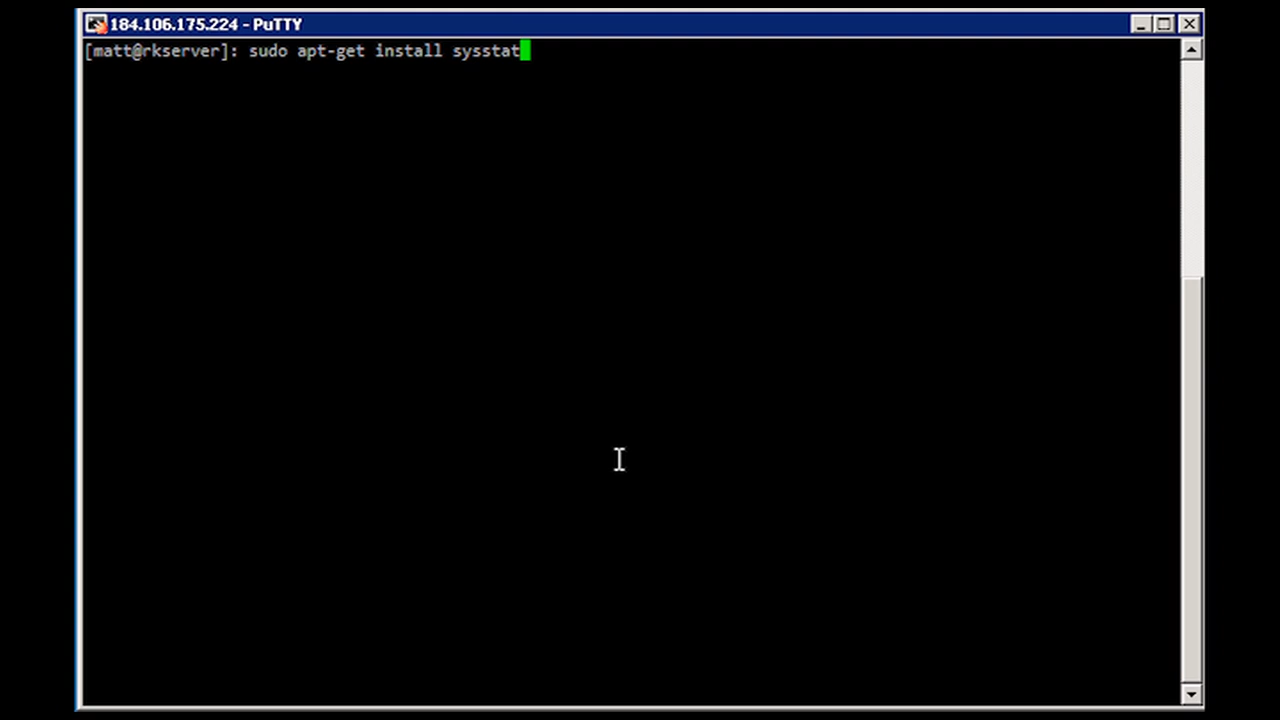 184.106.175.224 - PuTTY
[matt@rkserver]: sudo apt-get install sysstat